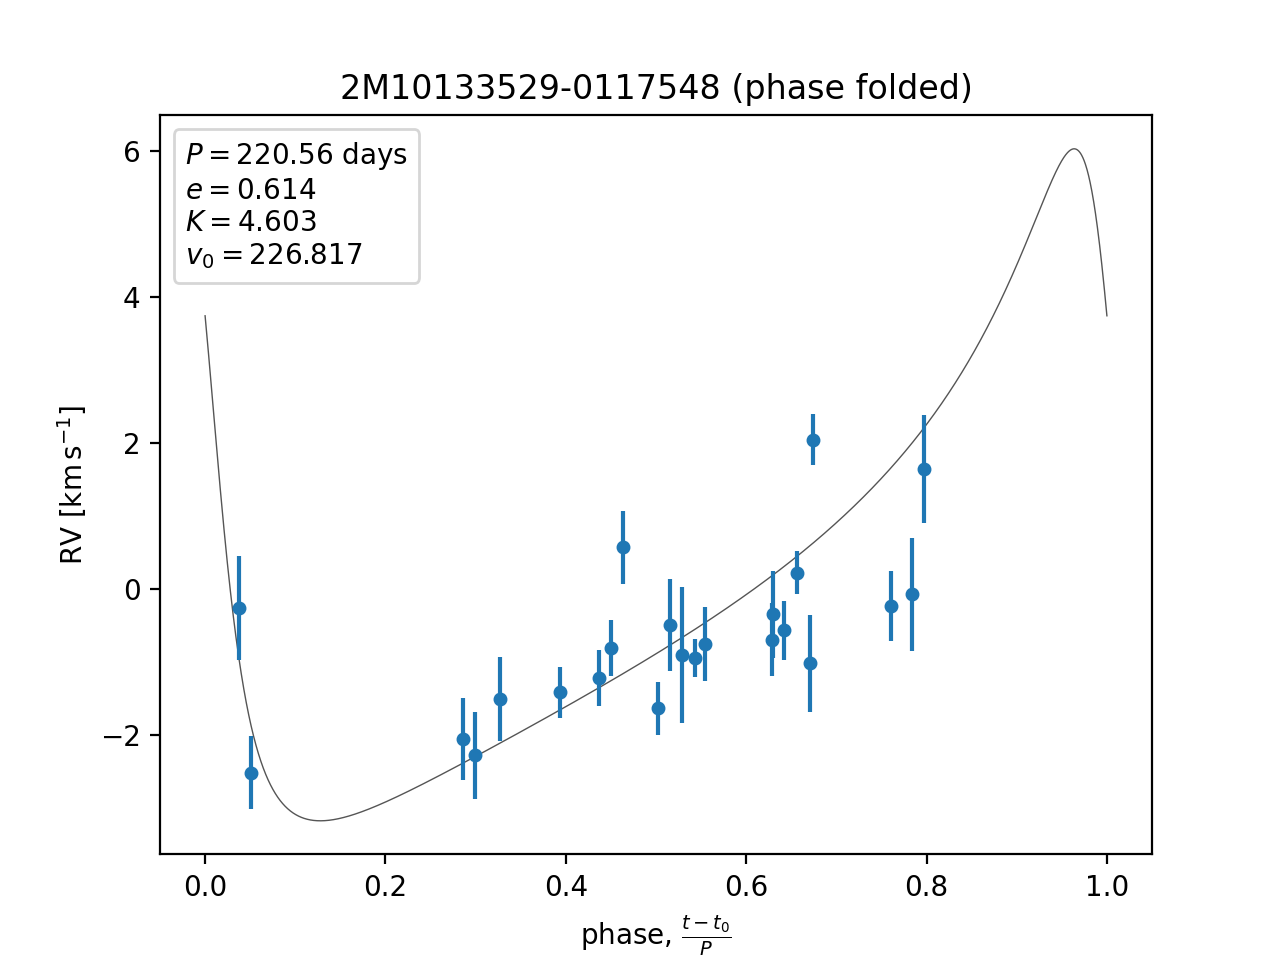 2M10133529-0117548 (phase folded)
P = 220.56 days
e = 0.614
K = 4.603
v₀ = 226.817
6
4
2
0
−2
RV [km s⁻¹]
0.0 0.2 0.4 0.6 0.8 1.0
phase, (t − t₀)/P